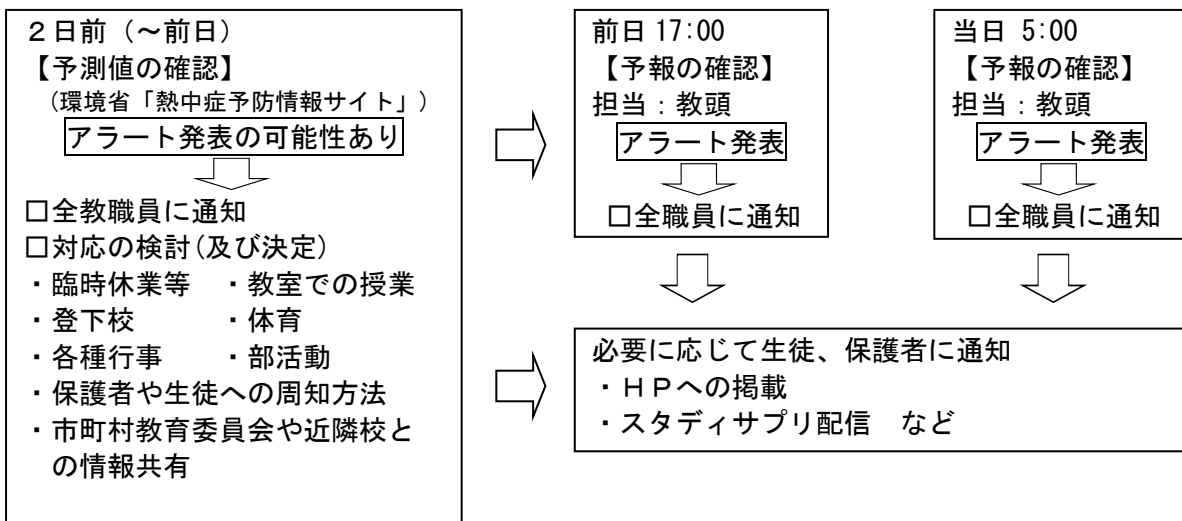 ２日前（～前日）
【予測値の確認】
（環境省「熱中症予防情報サイト」）
アラート発表の可能性あり
□全教職員に通知
□対応の検討(及び決定)
・臨時休業等　・教室での授業
・登下校　　　・体育
・各種行事　　・部活動
・保護者や生徒への周知方法
・市町村教育委員会や近隣校と
の情報共有
前日 17:00
【予報の確認】
担当：教頭
アラート発表
□全職員に通知
当日 5:00
【予報の確認】
担当：教頭
アラート発表
□全職員に通知
必要に応じて生徒、保護者に通知
・ＨＰへの掲載
・スタディサプリ配信　など